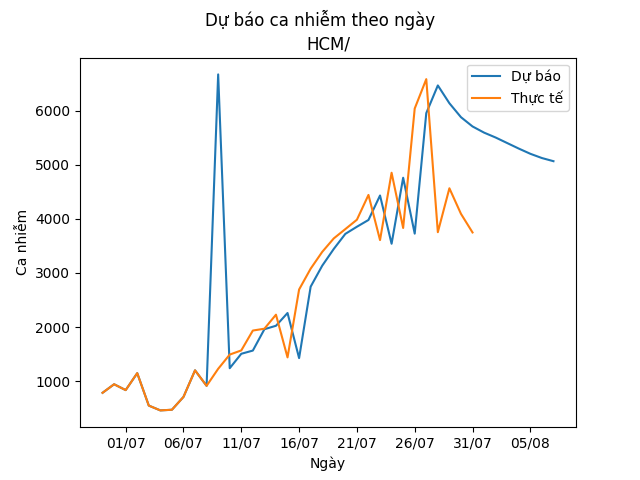 Dự báo ca nhiễm theo ngày
HCM/
Dự báo
Thực tế
6000
5000
4000
3000
2000
1000
Ca nhiễm
01/07 06/07 11/07 16/07 21/07 26/07 31/07 05/08
Ngày